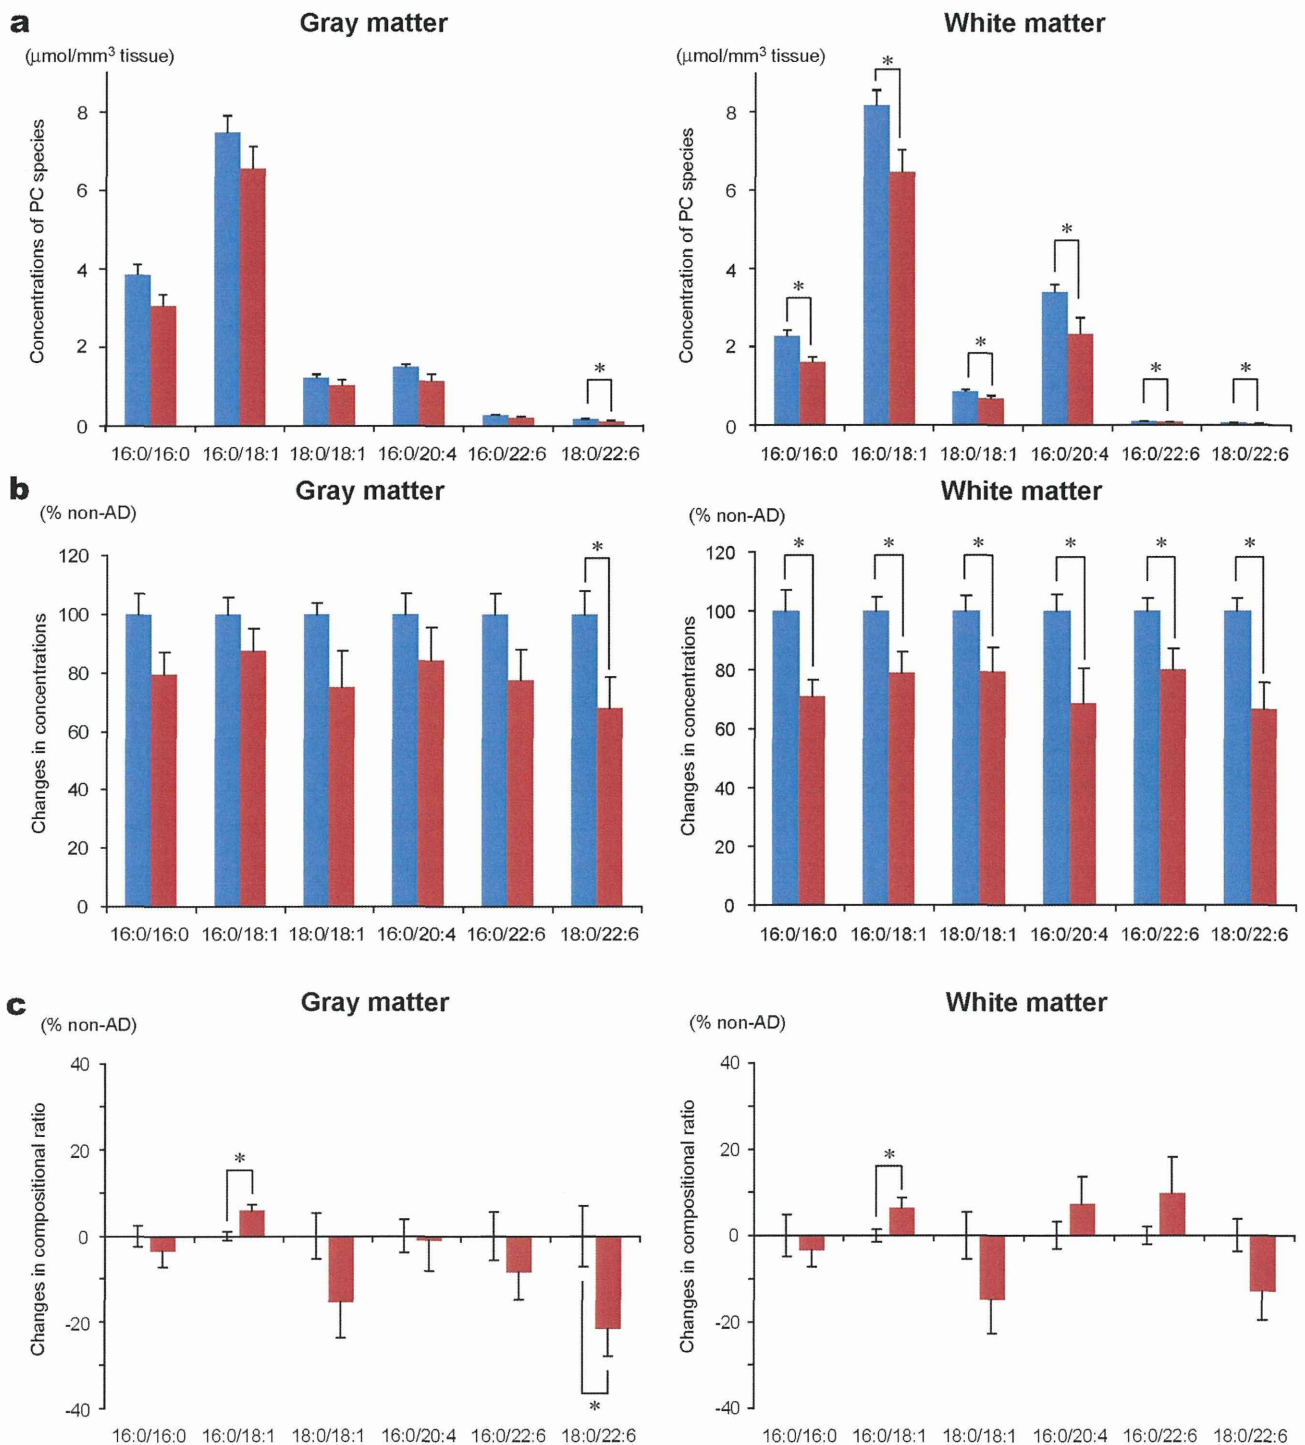 a
Gray matter
White matter
(μmol/mm³ tissue)
(μmol/mm³ tissue)
Concentrations of PC species
8
6
4
2
0
*
16:0/16:0 16:0/18:1 18:0/18:1 16:0/20:4 16:0/22:6 18:0/22:6
Concentration of PC species
8
6
4
2
0
* * * * * *
16:0/16:0 16:0/18:1 18:0/18:1 16:0/20:4 16:0/22:6 18:0/22:6
b
Gray matter
White matter
(% non-AD)
(% non-AD)
Changes in concentrations
120
100
80
60
40
20
0
*
16:0/16:0 16:0/18:1 18:0/18:1 16:0/20:4 16:0/22:6 18:0/22:6
Changes in concentrations
120
100
80
60
40
20
0
* * * * * *
16:0/16:0 16:0/18:1 18:0/18:1 16:0/20:4 16:0/22:6 18:0/22:6
c
Gray matter
White matter
(% non-AD)
(% non-AD)
Changes in compositional ratio
40
20
0
-20
-40
*
*
16:0/16:0 16:0/18:1 18:0/18:1 16:0/20:4 16:0/22:6 18:0/22:6
Changes in compositional ratio
40
20
0
-20
-40
*
16:0/16:0 16:0/18:1 18:0/18:1 16:0/20:4 16:0/22:6 18:0/22:6